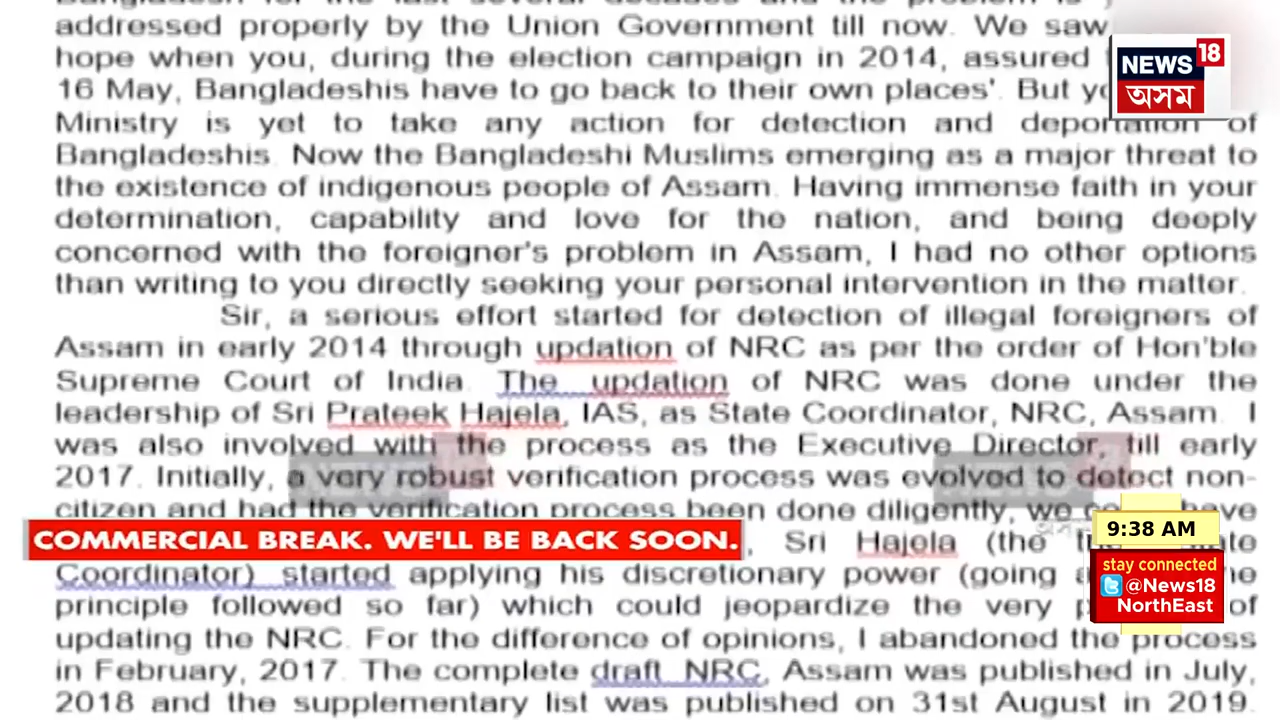 Bangladesh for the last several decades and the problem is
addressed properly by the Union Government till now. We saw
hope when you, during the election campaign in 2014, assured
16 May, Bangladeshis have to go back to their own places'. But
Ministry is yet to take any action for detection and deportation of
Bangladeshis. Now the Bangladeshi Muslims emerging as a major threat to
the existence of indigenous people of Assam. Having immense faith in your
determination, capability and love for the nation, and being deeply
concerned with the foreigner's problem in Assam, I had no other options
than writing to you directly seeking your personal intervention in the matter.
Sir, a serious effort started for detection of illegal foreigners of
Assam in early 2014 through updation of NRC as per the order of Hon'ble
Supreme Court of India. The updation of NRC was done under the
leadership of Sri Prateek Hajela, IAS, as State Coordinator, NRC, Assam. I
was also involved with the process as the Executive Director, till early
2017. Initially, a very robust verification process was evolved to detect non-
citizen and had the verification process been done diligently, we have
, Sri Hajela (the
Coordinator) started applying his discretionary power (going
principle followed so far) which could jeopardize the very of
updating the NRC. For the difference of opinions, I abandoned the process
in February, 2017. The complete draft NRC, Assam was published in July,
2018 and the supplementary list was published on 31st August in 2019.
NEWS 18
অসম
COMMERCIAL BREAK. WE'LL BE BACK SOON.
9:38 AM
stay connected
@News18
NorthEast